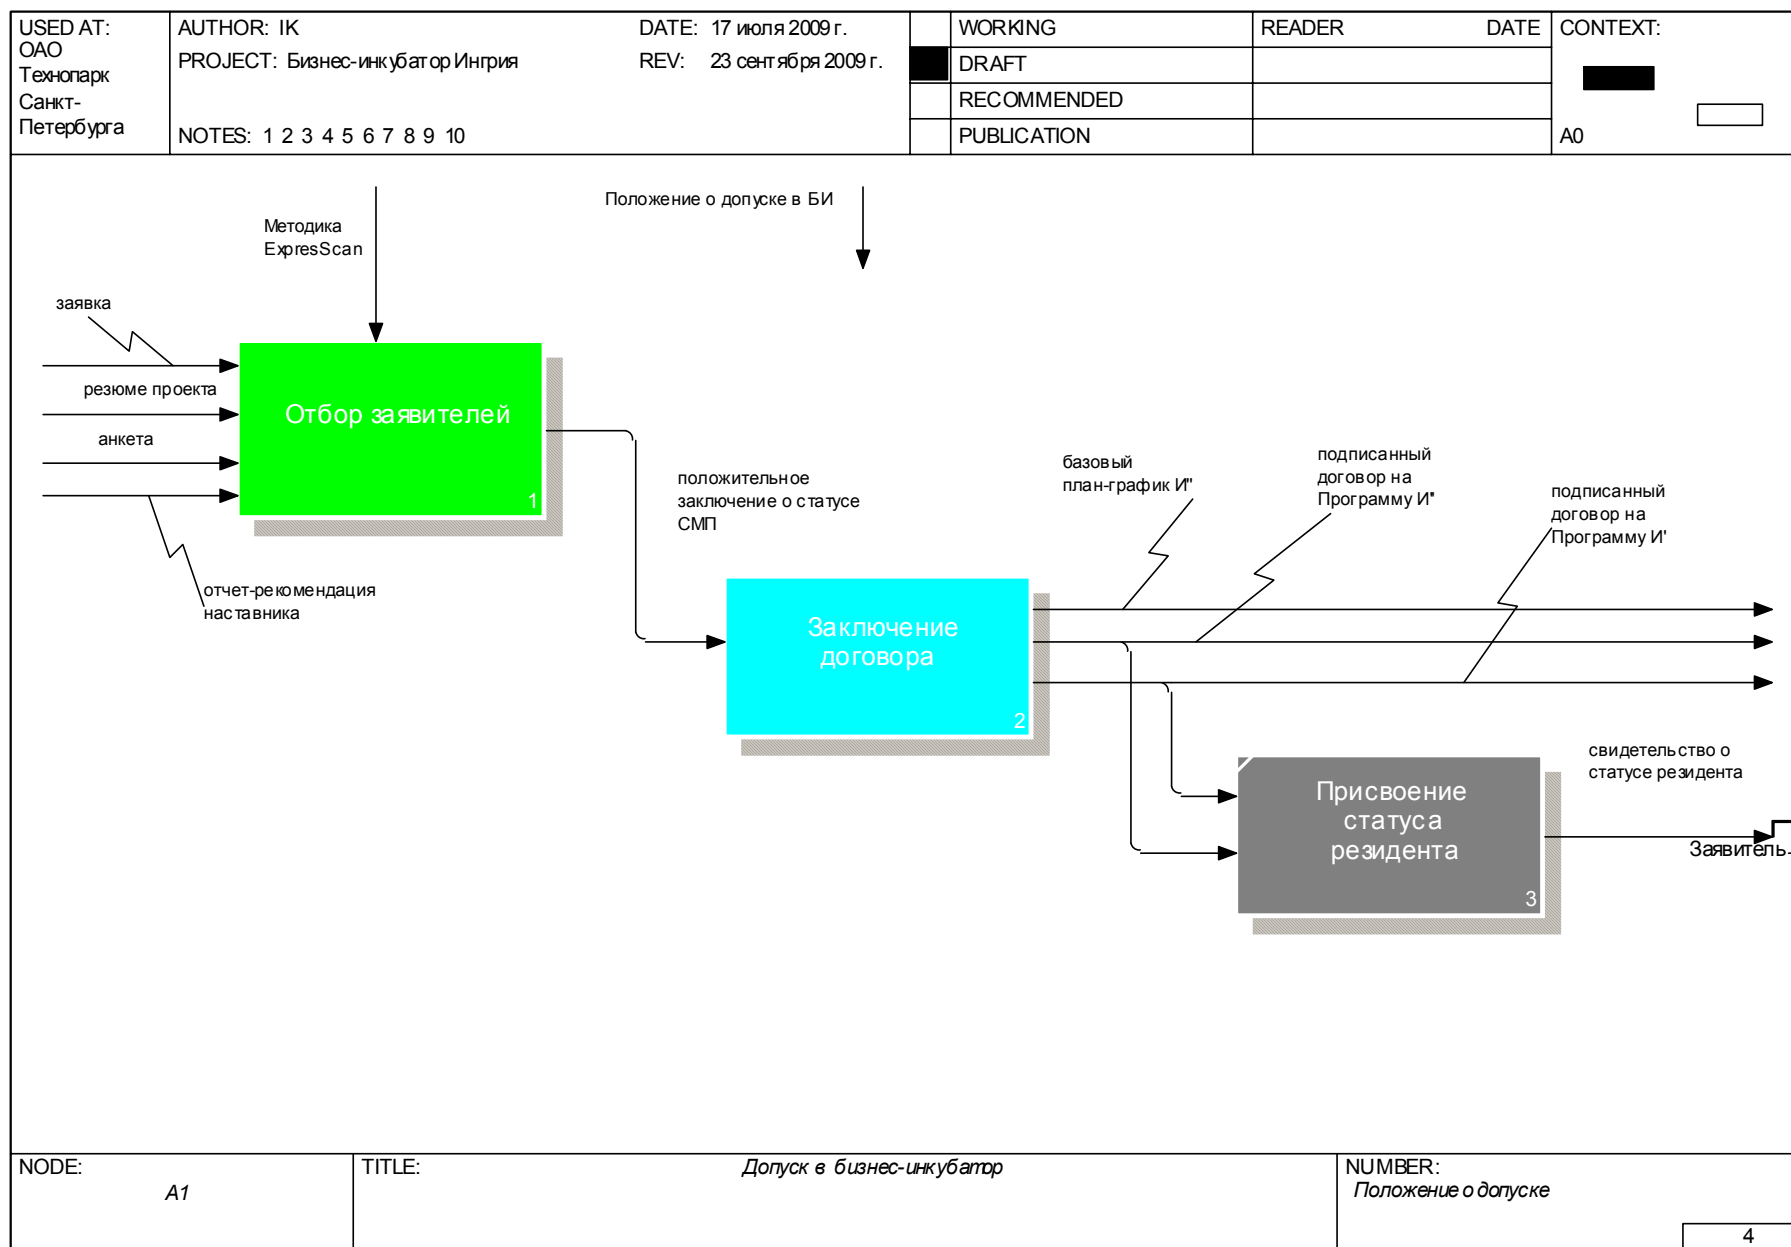 USED AT:
ОАО
Технопарк
Санкт-
Петербурга
AUTHOR: IK
DATE: 17 июля 2009 г.
PROJECT: Бизнес-инкубатор Ингрия
REV: 23 сентября 2009 г.
NOTES: 1 2 3 4 5 6 7 8 9 10
WORKING
DRAFT
RECOMMENDED
PUBLICATION
READER DATE
CONTEXT:
A0
Методика
ExpresScan
Положение о допуске в БИ
заявка
резюме проекта
анкета
отчет-рекомендация
наставника
Отбор заявителей
1
положительное
заключение о статусе
СМП
базовый
план-график И"
подписанный
договор на
Программу И"
подписанный
договор на
Программу И'
Заключение
договора
2
свидетельство о
статусе резидента
Присвоение
статуса
резидента
3
Заявитель
NODE:
A1
TITLE:
Допуск в бизнес-инкубатор
NUMBER:
Положение о допуске
4